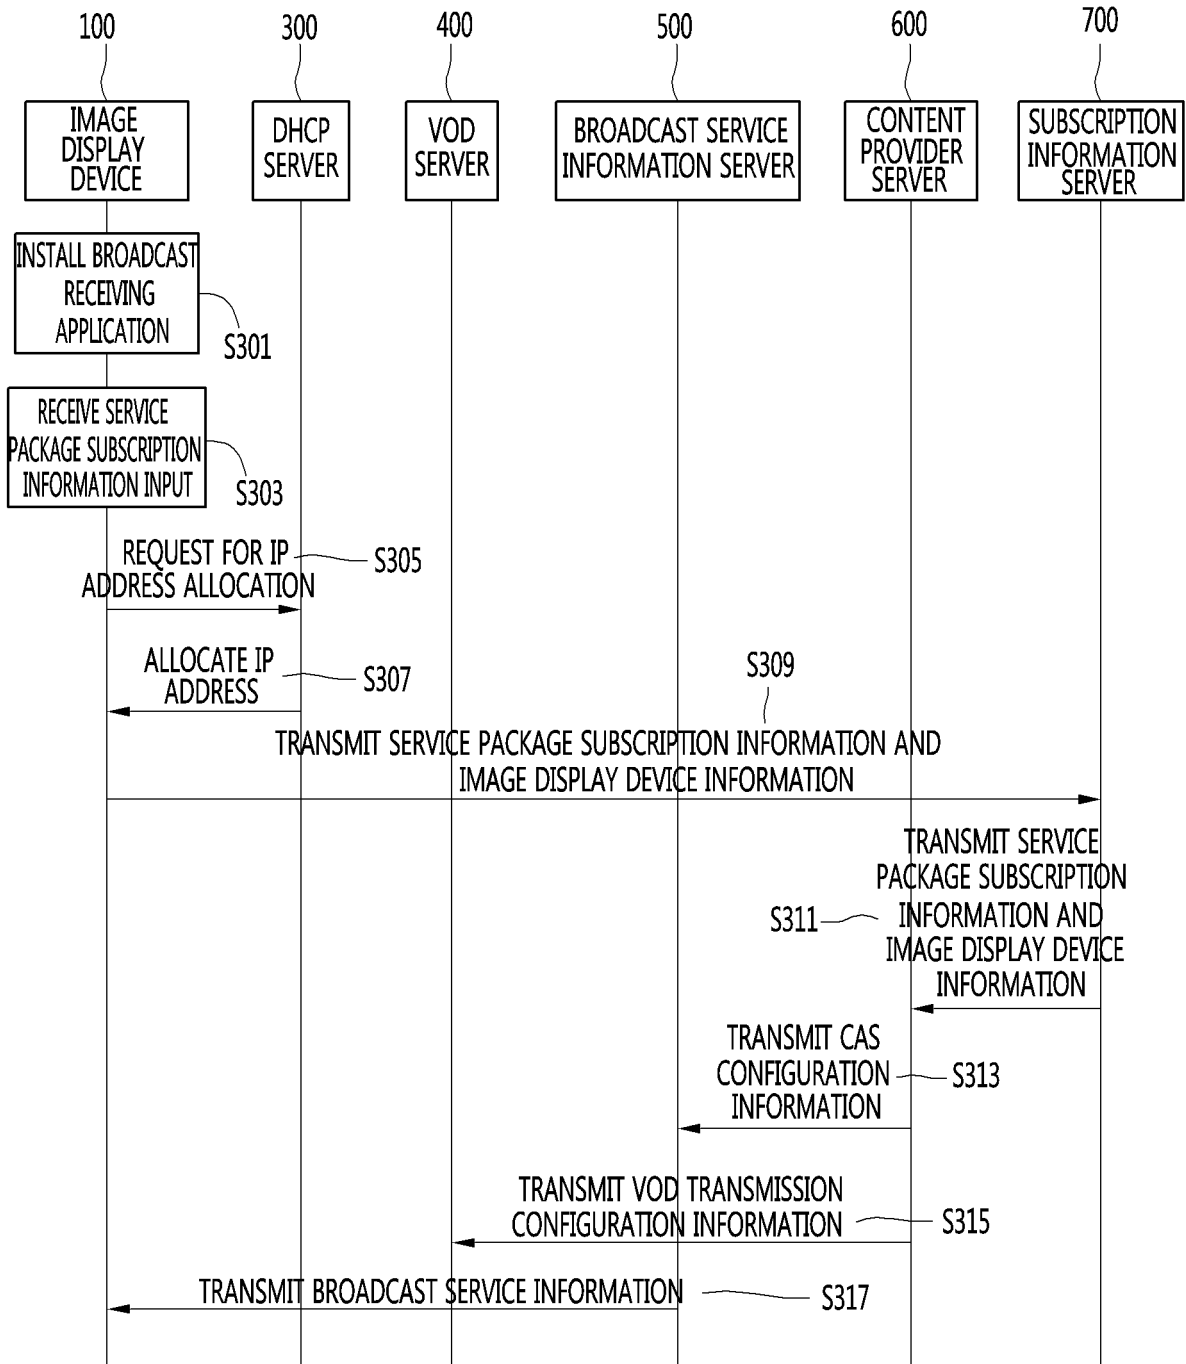 100
300
400
500
600
700
IMAGE
DISPLAY
DEVICE
DHCP
SERVER
VOD
SERVER
BROADCAST SERVICE
INFORMATION SERVER
CONTENT
PROVIDER
SERVER
SUBSCRIPTION
INFORMATION
SERVER
INSTALL BROADCAST
RECEIVING
APPLICATION
S301
RECEIVE SERVICE
PACKAGE SUBSCRIPTION
INFORMATION INPUT
S303
REQUEST FOR IP
ADDRESS ALLOCATION
S305
ALLOCATE IP
ADDRESS
S307
S309
TRANSMIT SERVICE PACKAGE SUBSCRIPTION INFORMATION AND
IMAGE DISPLAY DEVICE INFORMATION
TRANSMIT SERVICE
PACKAGE SUBSCRIPTION
INFORMATION AND
IMAGE DISPLAY DEVICE
INFORMATION
S311
TRANSMIT CAS
CONFIGURATION
INFORMATION
S313
TRANSMIT VOD TRANSMISSION
CONFIGURATION INFORMATION
S315
TRANSMIT BROADCAST SERVICE INFORMATION
S317